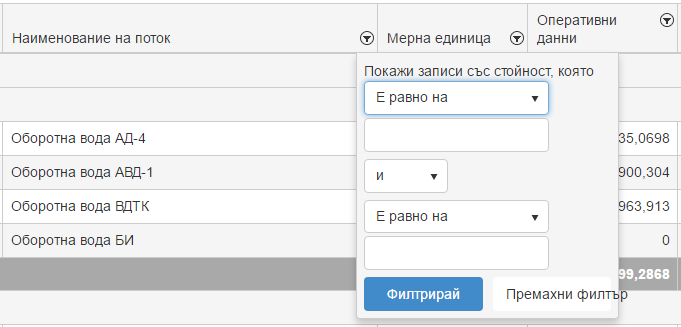 Наименование на поток
Мерна единица
Оперативни
данни
Покажи записи със стойност, която
Е равно на
и
Е равно на
Филтрирай
Премахни филтър
Оборотна вода АД-4
35,0698
Оборотна вода АВД-1
900,304
Оборотна вода ВДТК
963,913
Оборотна вода БИ
0
99,2868